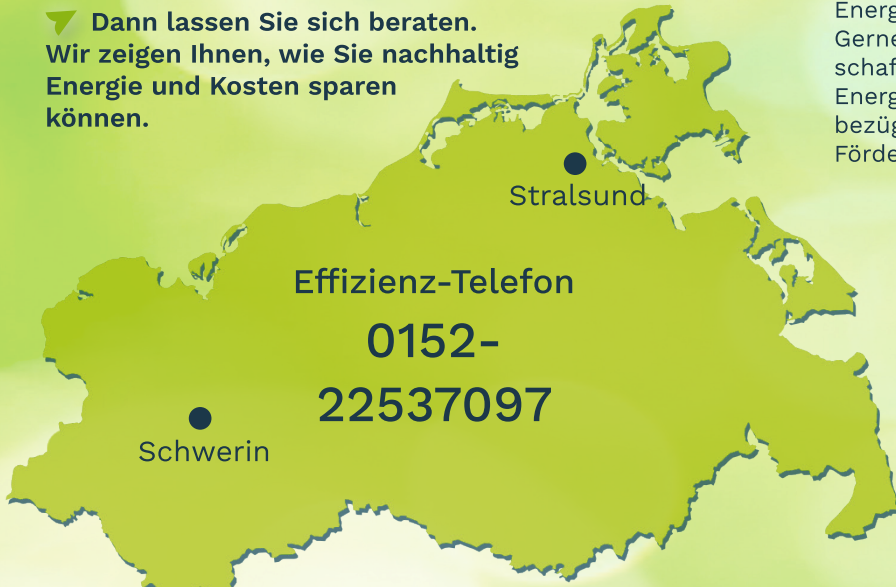 Dann lassen Sie sich beraten.
Wir zeigen Ihnen, wie Sie nachhaltig
Energie und Kosten sparen
können.
Stralsund
Effizienz-Telefon
0152-
22537097
Schwerin